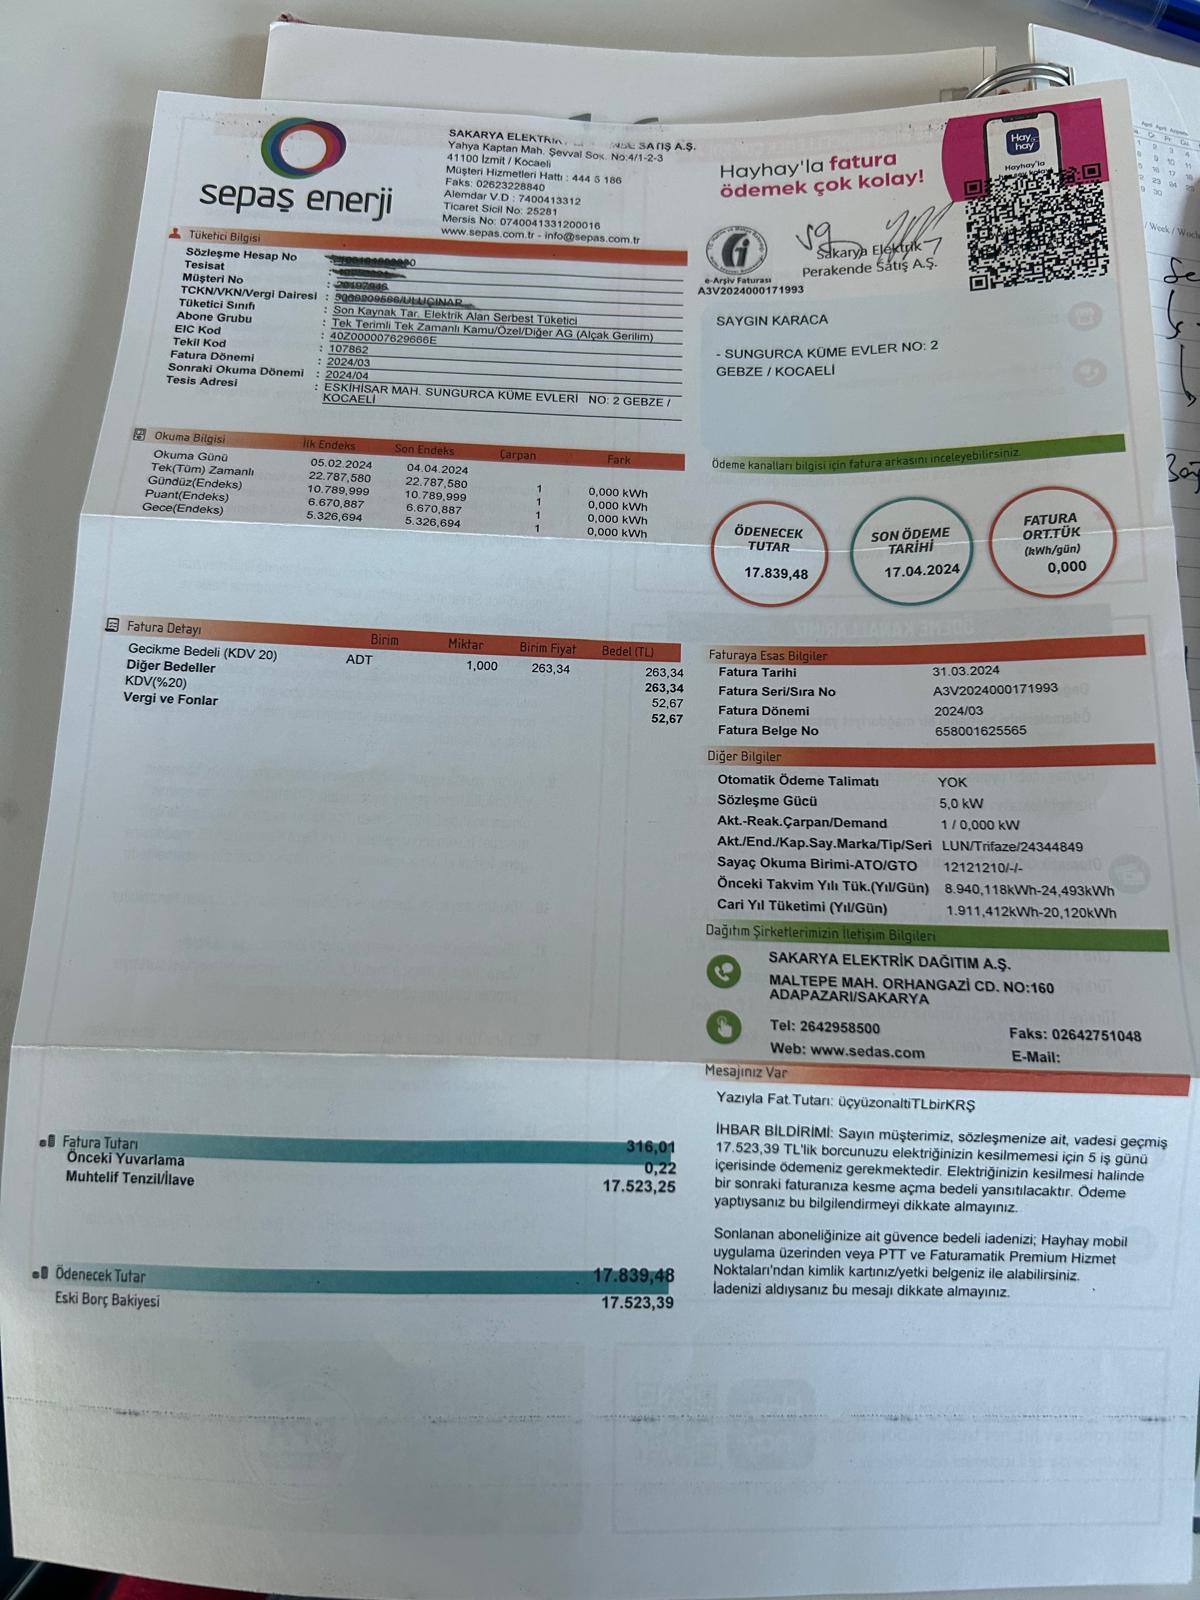 sepaş enerji
SAKARYA ELEKTRİK SATIŞ A.Ş.
Yahya Kaptan Mah. Şevval Sok. No:4/1-2-3
41100 İzmit / Kocaeli
Müşteri Hizmetleri Hattı : 444 5 186
Faks: 02623228840
Alemdar V.D : 7400413312
Ticaret Sicil No: 25281
Mersis No: 0740041331200016
www.sepas.com.tr - info@sepas.com.tr
Hayhay'la fatura
ödemek çok kolay!
Hay
hay
Hayhay'la
Sakarya Elektrik
Perakende Satış A.Ş.
e-Arşiv Faturası
A3V2024000171993
SAYGIN KARACA
- SUNGURCA KÜME EVLER NO: 2
GEBZE / KOCAELİ
Ödeme kanalları bilgisi için fatura arkasını inceleyebilirsiniz.
Tüketici Bilgisi
Sözleşme Hesap No :
Tesisat :
Müşteri No :
TCKN/VKN/Vergi Dairesi :
Tüketici Sınıfı : Son Kaynak Tar. Elektrik Alan Serbest Tüketici
Abone Grubu : Tek Terimli Tek Zamanlı Kamu/Özel/Diğer AG (Alçak Gerilim)
EIC Kod : 40Z000007629666E
Tekil Kod : 107862
Fatura Dönemi : 2024/03
Sonraki Okuma Dönemi : 2024/04
Tesis Adresi : ESKİHİSAR MAH. SUNGURCA KÜME EVLERİ NO: 2 GEBZE /
KOCAELİ
Okuma Bilgisi İlk Endeks Son Endeks Çarpan Fark
Okuma Günü 05.02.2024 04.04.2024
Tek(Tüm) Zamanlı 22.787,580 22.787,580 1 0,000 kWh
Gündüz(Endeks) 10.789,999 10.789,999 1 0,000 kWh
Puant(Endeks) 6.670,887 6.670,887 1 0,000 kWh
Gece(Endeks) 5.326,694 5.326,694 1 0,000 kWh
ÖDENECEK
TUTAR
17.839,48
SON ÖDEME
TARİHİ
17.04.2024
FATURA
ORT.TÜK
(kWh/gün)
0,000
Fatura Detayı Birim Miktar Birim Fiyat Bedel (TL)
Gecikme Bedeli (KDV 20) ADT 1,000 263,34 263,34
Diğer Bedeller 263,34
KDV(%20) 52,67
Vergi ve Fonlar 52,67
Faturaya Esas Bilgiler
Fatura Tarihi 31.03.2024
Fatura Seri/Sıra No A3V2024000171993
Fatura Dönemi 2024/03
Fatura Belge No 658001625565
Diğer Bilgiler
Otomatik Ödeme Talimatı YOK
Sözleşme Gücü 5,0 kW
Akt.-Reak.Çarpan/Demand 1 / 0,000 kW
Akt./End./Kap.Say.Marka/Tip/Seri LUN/Trifaze/24344849
Sayaç Okuma Birimi-ATO/GTO 12121210/-/-
Önceki Takvim Yılı Tük.(Yıl/Gün) 8.940,118kWh-24,493kWh
Cari Yıl Tüketimi (Yıl/Gün) 1.911,412kWh-20,120kWh
Dağıtım Şirketlerimizin İletişim Bilgileri
SAKARYA ELEKTRİK DAĞITIM A.Ş.
MALTEPE MAH. ORHANGAZİ CD. NO:160
ADAPAZARI/SAKARYA
Tel: 2642958500 Faks: 02642751048
Web: www.sedas.com E-Mail:
Mesajınız Var
Yazıyla Fat.Tutarı: üçyüzonaltiTLbirKRŞ
İHBAR BİLDİRİMİ: Sayın müşterimiz, sözleşmenize ait, vadesi geçmiş
17.523,39 TL'lik borcunuzu elektriğinizin kesilmemesi için 5 iş günü
içerisinde ödemeniz gerekmektedir. Elektriğinizin kesilmesi halinde
bir sonraki faturanıza kesme açma bedeli yansıtılacaktır. Ödeme
yaptıysanız bu bilgilendirmeyi dikkate almayınız.
Sonlanan aboneliğinize ait güvence bedeli iadenizi; Hayhay mobil
uygulama üzerinden veya PTT ve Faturamatik Premium Hizmet
Noktaları'ndan kimlik kartınız/yetki belgeniz ile alabilirsiniz.
İadenizi aldıysanız bu mesajı dikkate almayınız.
Fatura Tutarı 316,01
Önceki Yuvarlama 0,22
Muhtelif Tenzil/İlave 17.523,25
Ödenecek Tutar 17.839,48
Eski Borç Bakiyesi 17.523,39